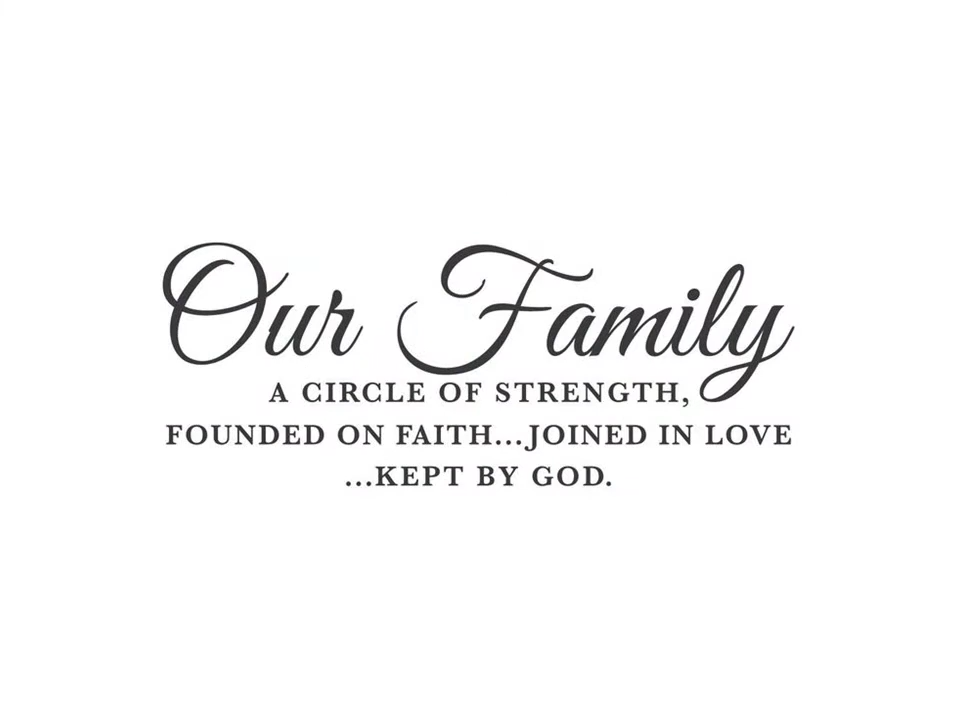 Our Family
A CIRCLE OF STRENGTH,
FOUNDED ON FAITH...JOINED IN LOVE
...KEPT BY GOD.